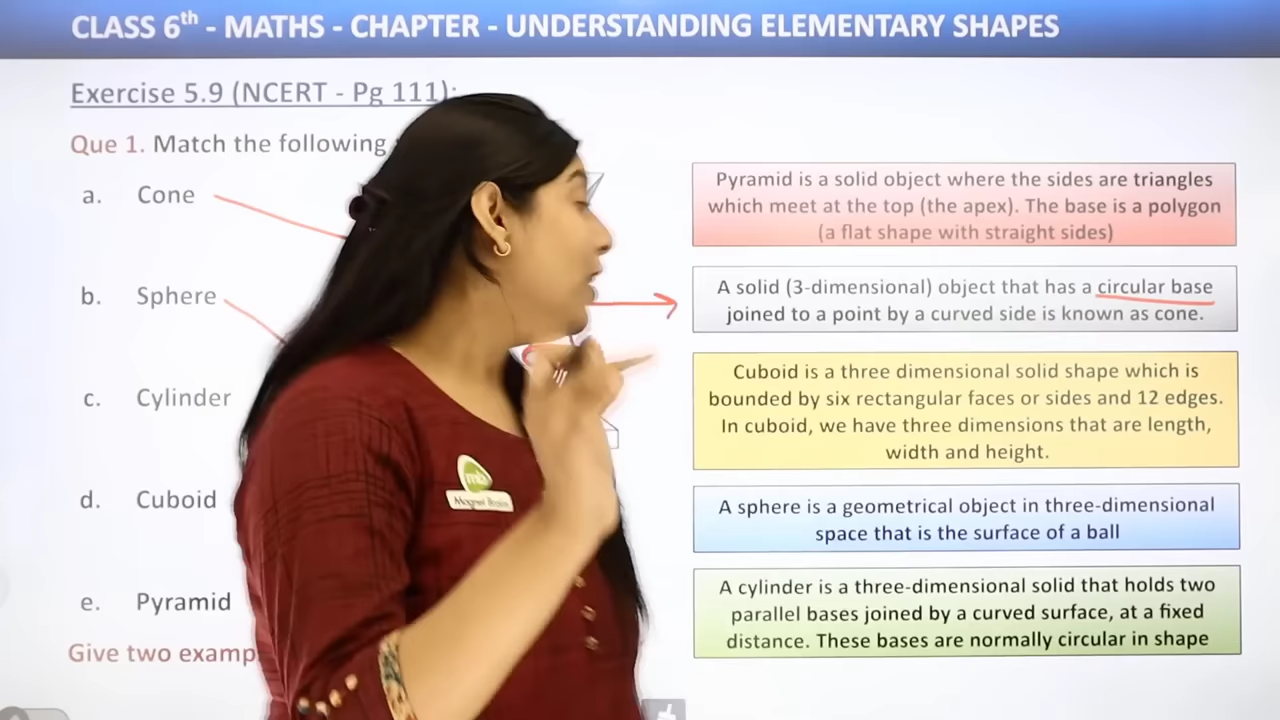 CLASS 6th - MATHS - CHAPTER - UNDERSTANDING ELEMENTARY SHAPES
Exercise 5.9 (NCERT - Pg 111):
Que 1. Match the following
a. Cone
b. Sphere
c. Cylinder
d. Cuboid
e. Pyramid
Give two examp
Pyramid is a solid object where the sides are triangles
which meet at the top (the apex). The base is a polygon
(a flat shape with straight sides)
A solid (3-dimensional) object that has a circular base
joined to a point by a curved side is known as cone.
Cuboid is a three dimensional solid shape which is
bounded by six rectangular faces or sides and 12 edges.
In cuboid, we have three dimensions that are length,
width and height.
A sphere is a geometrical object in three-dimensional
space that is the surface of a ball
A cylinder is a three-dimensional solid that holds two
parallel bases joined by a curved surface, at a fixed
distance. These bases are normally circular in shape
mb
Magnet Brains